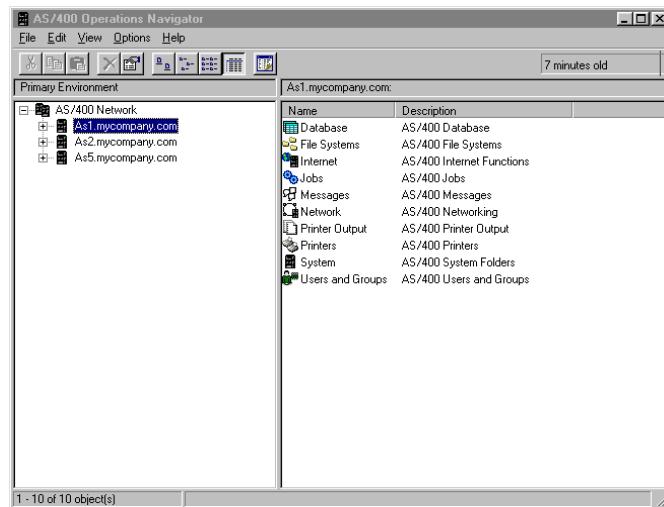 AS/400 Operations Navigator
File Edit View Options Help
7 minutes old
Primary Environment
As1.mycompany.com:
AS/400 Network
As1.mycompany.com
As2.mycompany.com
As5.mycompany.com
Name Description
Database AS/400 Database
File Systems AS/400 File Systems
Internet AS/400 Internet Functions
Jobs AS/400 Jobs
Messages AS/400 Messages
Network AS/400 Networking
Printer Output AS/400 Printer Output
Printers AS/400 Printers
System AS/400 System Folders
Users and Groups AS/400 Users and Groups
1 - 10 of 10 object(s)